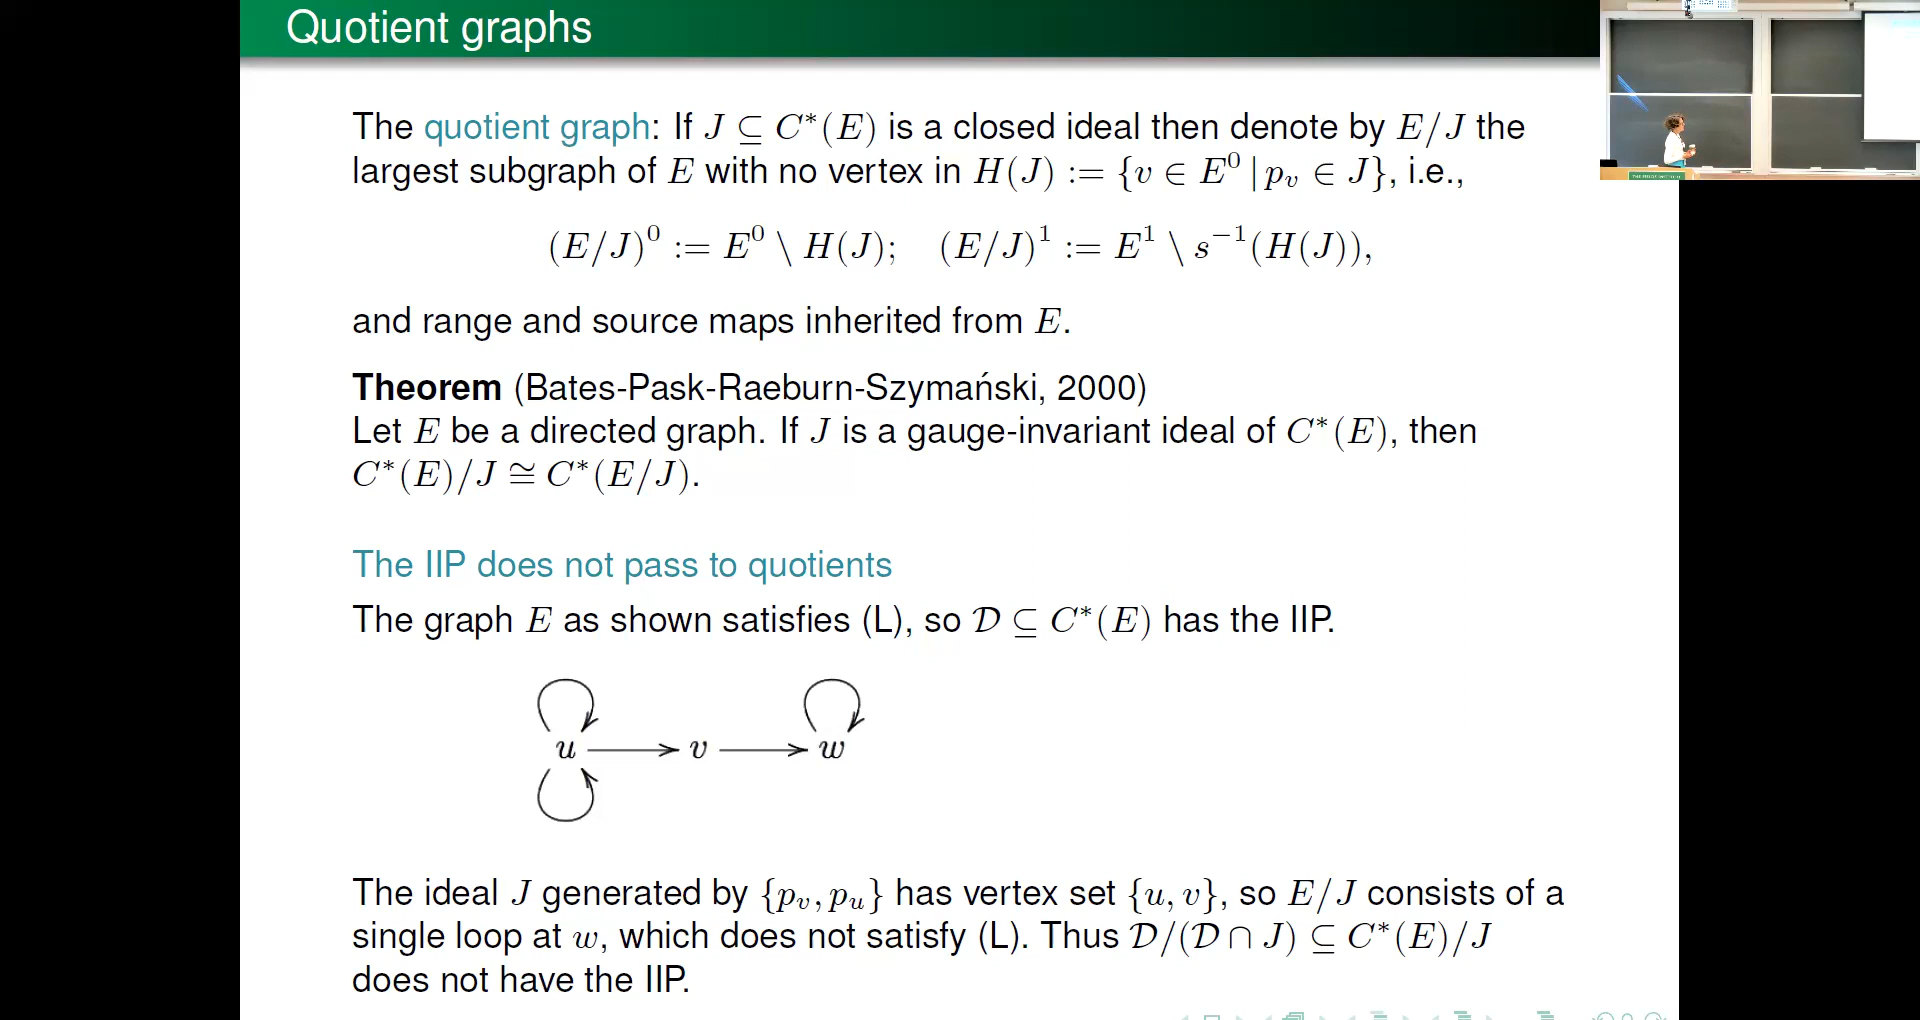 Quotient graphs
The quotient graph: If J ⊆ C*(E) is a closed ideal then denote by E/J the
largest subgraph of E with no vertex in H(J) := {v ∈ E⁰ | pᵥ ∈ J}, i.e.,
(E/J)⁰ := E⁰ \ H(J); (E/J)¹ := E¹ \ s⁻¹(H(J)),
and range and source maps inherited from E.
Theorem (Bates-Pask-Raeburn-Szymański, 2000)
Let E be a directed graph. If J is a gauge-invariant ideal of C*(E), then
C*(E)/J ≅ C*(E/J).
The IIP does not pass to quotients
The graph E as shown satisfies (L), so 𝒟 ⊆ C*(E) has the IIP.
u v w
The ideal J generated by {pᵥ, pᵤ} has vertex set {u, v}, so E/J consists of a
single loop at w, which does not satisfy (L). Thus 𝒟/(𝒟 ∩ J) ⊆ C*(E)/J
does not have the IIP.